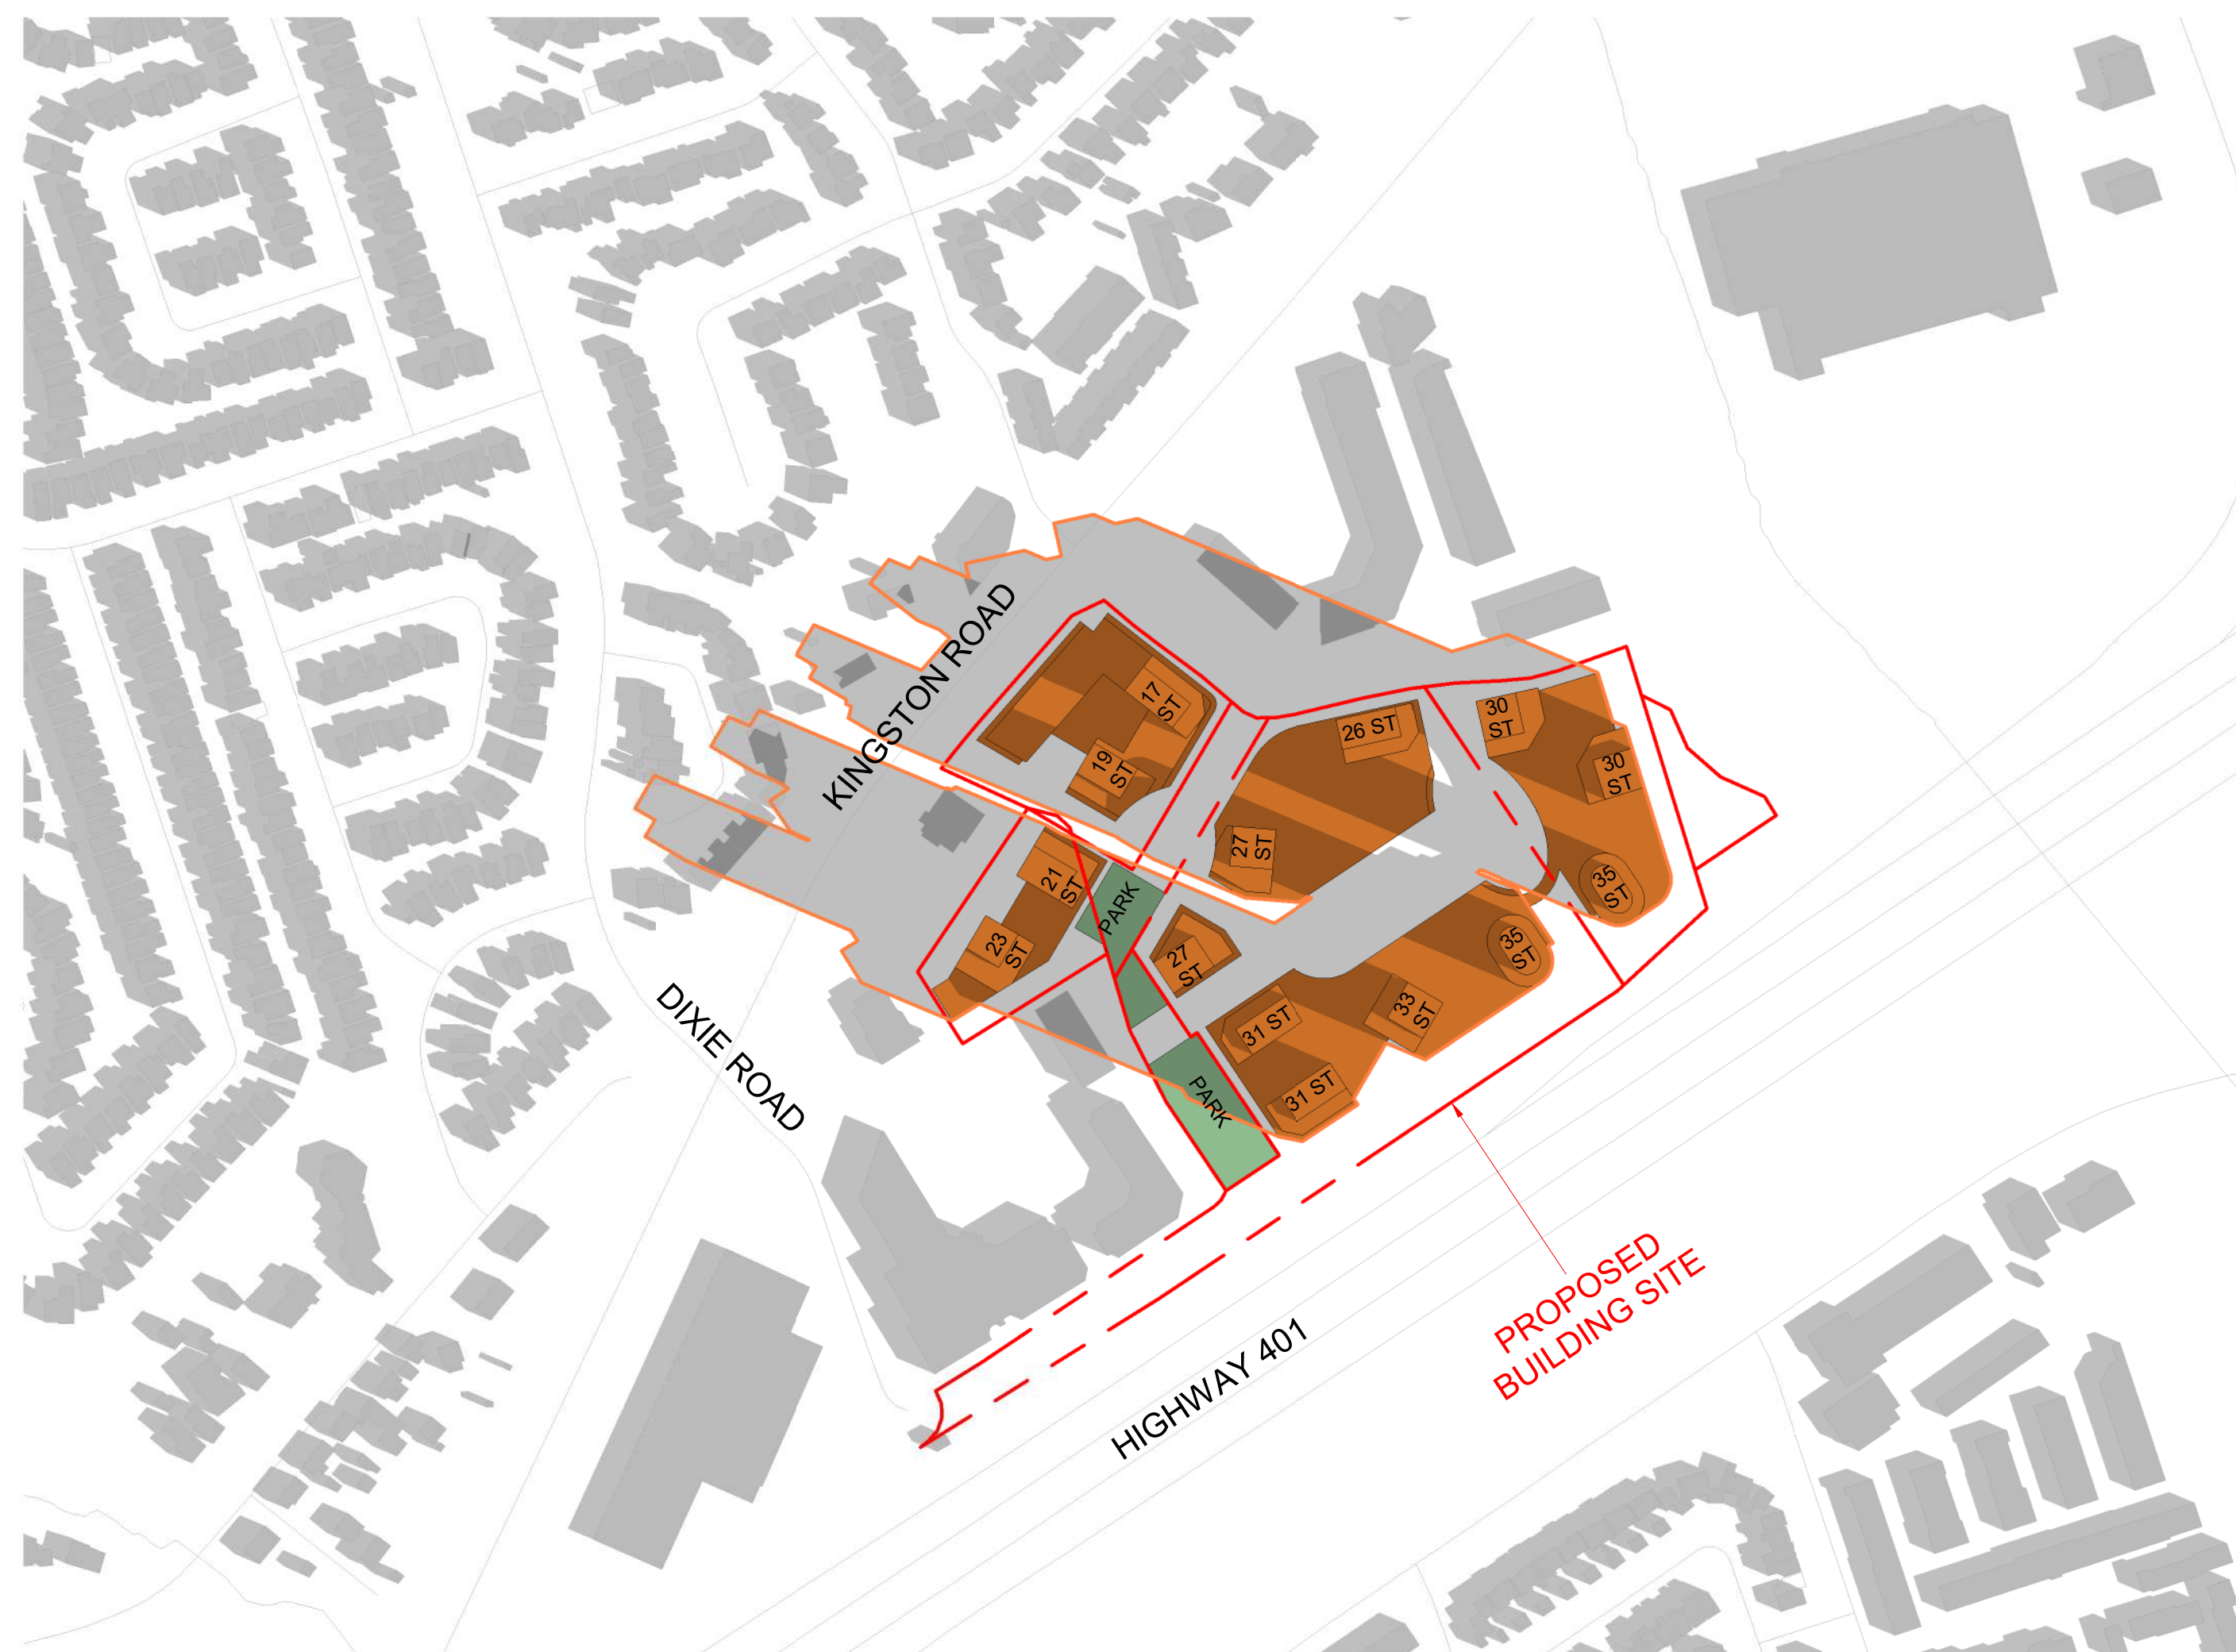 KINGSTON ROAD
17
ST
19
ST
26 ST
30
ST
30
ST
27
ST
21
ST
35
ST
PARK
23
ST
27
ST
35
ST
31 ST
33
ST
PARK
31 ST
DIXIE ROAD
HIGHWAY 401
PROPOSED
BUILDING SITE